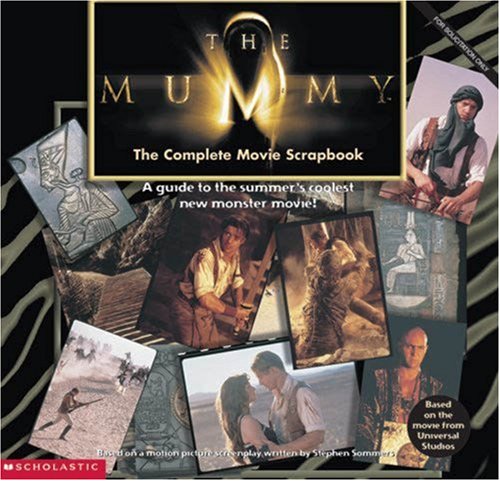 FOR SOLICITATION ONLY
THE
MUMMY
The Complete Movie Scrapbook
A guide to the summer's coolest
new monster movie!
Based
on the
movie from
Universal
Studios
Based on a motion picture screenplay written by Stephen Sommers
SCHOLASTIC